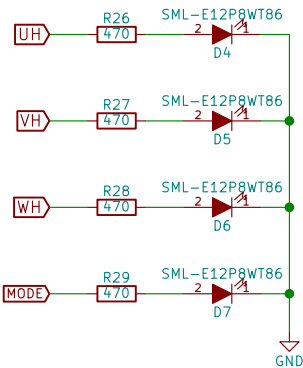 R26 SML-E12P8WT86
UH 470 2 1
D4
R27 SML-E12P8WT86
VH 470 2 1
D5
R28 SML-E12P8WT86
WH 470 2 1
D6
R29 SML-E12P8WT86
MODE 470 2 1
D7
GND